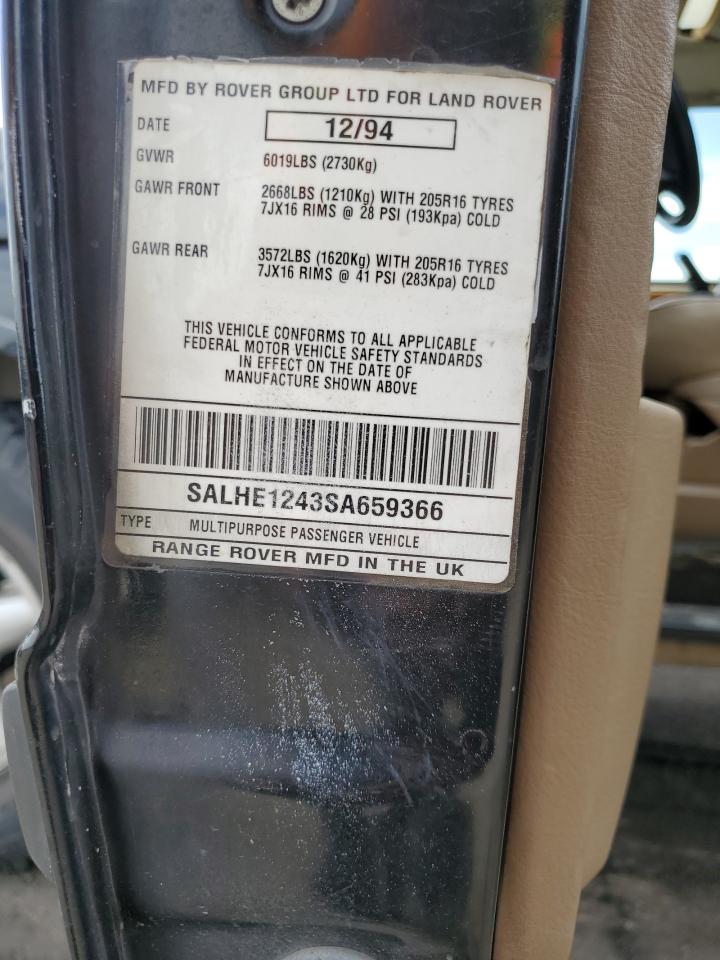 MFD BY ROVER GROUP LTD FOR LAND ROVER
DATE 12/94
GVWR 6019LBS (2730Kg)
GAWR FRONT 2668LBS (1210Kg) WITH 205R16 TYRES
7JX16 RIMS @ 28 PSI (193Kpa) COLD
GAWR REAR 3572LBS (1620Kg) WITH 205R16 TYRES
7JX16 RIMS @ 41 PSI (283Kpa) COLD
THIS VEHICLE CONFORMS TO ALL APPLICABLE
FEDERAL MOTOR VEHICLE SAFETY STANDARDS
IN EFFECT ON THE DATE OF
MANUFACTURE SHOWN ABOVE
SALHE1243SA659366
TYPE MULTIPURPOSE PASSENGER VEHICLE
RANGE ROVER MFD IN THE UK